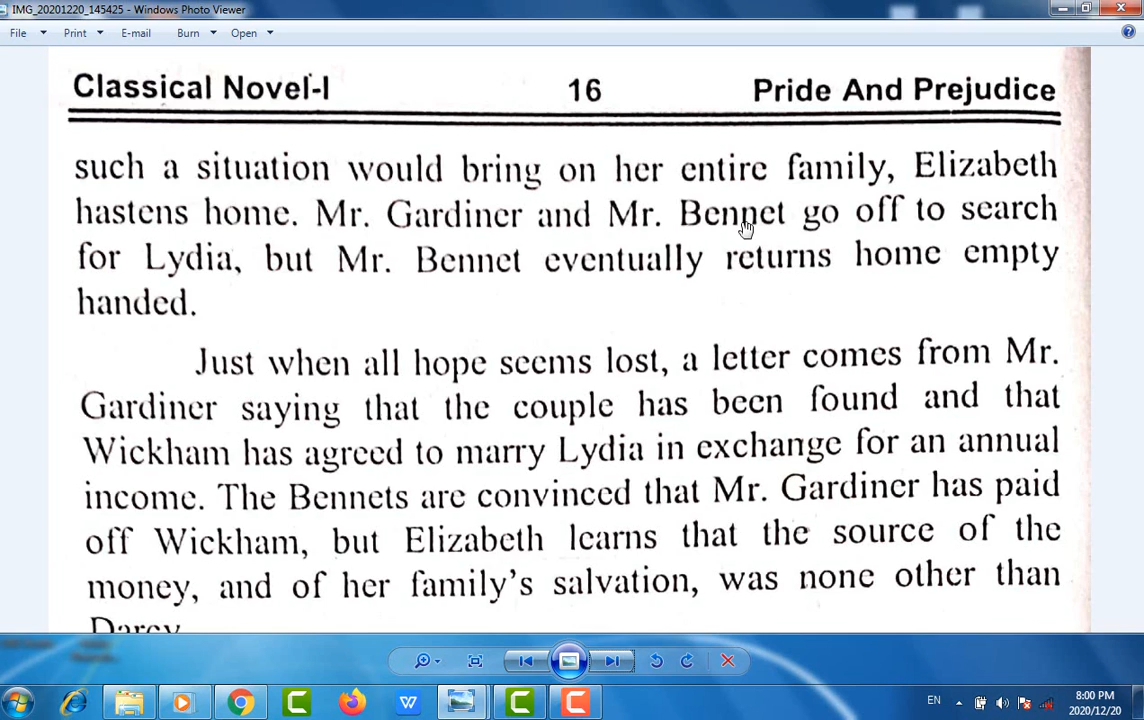 IMG_20201220_145425 - Windows Photo Viewer
File Print E-mail Burn Open
Classical Novel-I 16 Pride And Prejudice
such a situation would bring on her entire family, Elizabeth
hastens home. Mr. Gardiner and Mr. Bennet go off to search
for Lydia, but Mr. Bennet eventually returns home empty
handed.
Just when all hope seems lost, a letter comes from Mr.
Gardiner saying that the couple has been found and that
Wickham has agreed to marry Lydia in exchange for an annual
income. The Bennets are convinced that Mr. Gardiner has paid
off Wickham, but Elizabeth learns that the source of the
money, and of her family's salvation, was none other than
Darcy.
EN 8:00 PM
2020/12/20